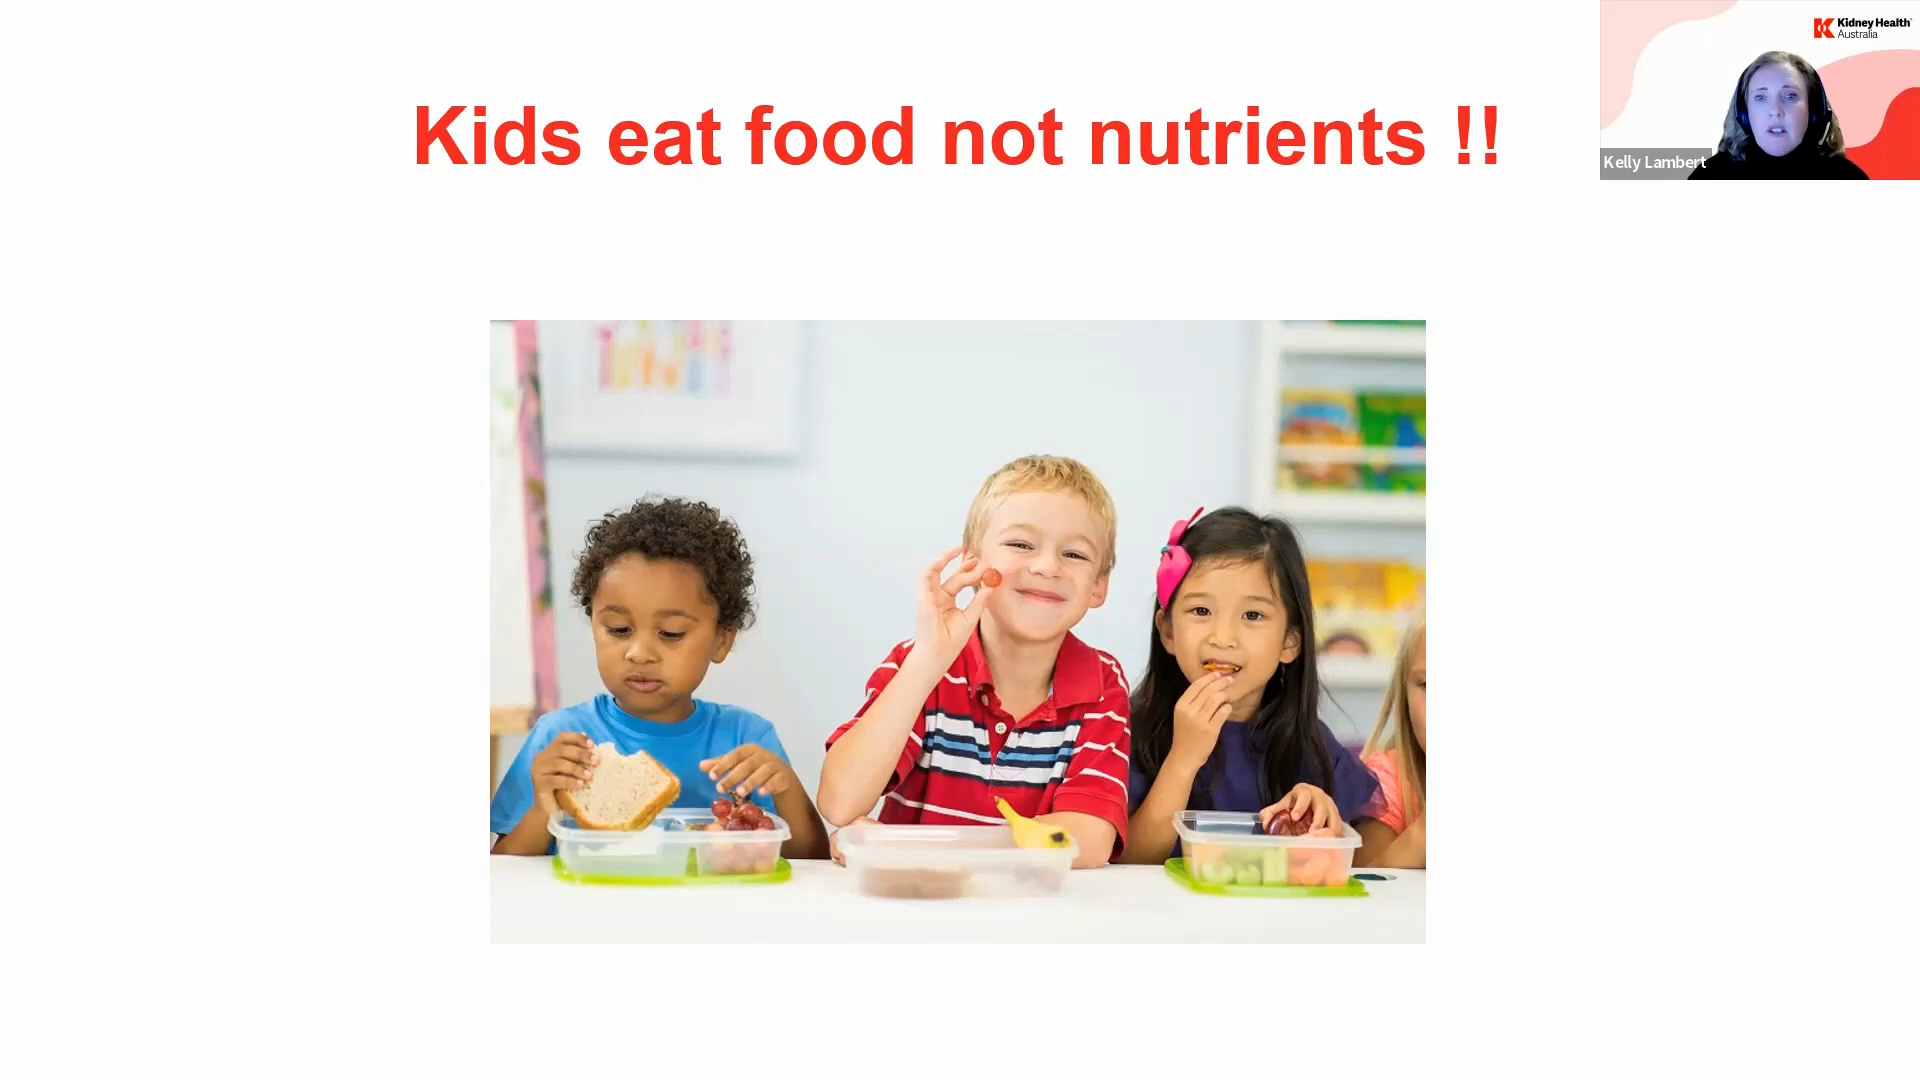 Kidney Health
Australia
Kids eat food not nutrients !!
Kelly Lambert